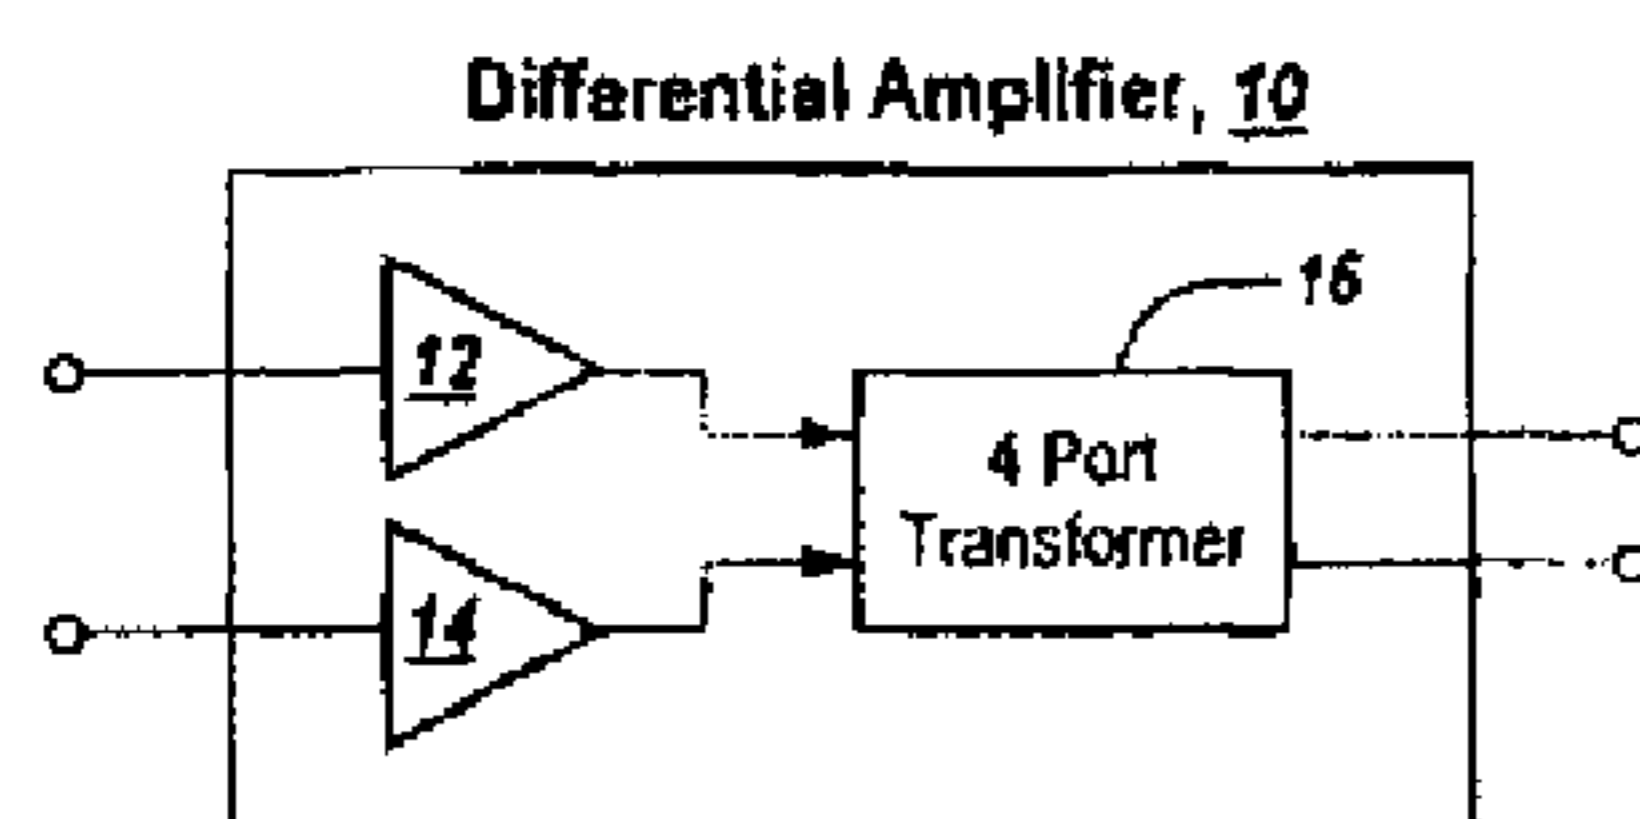 Differential Amplifier, 10
16
12
4 Port
Transformer
14